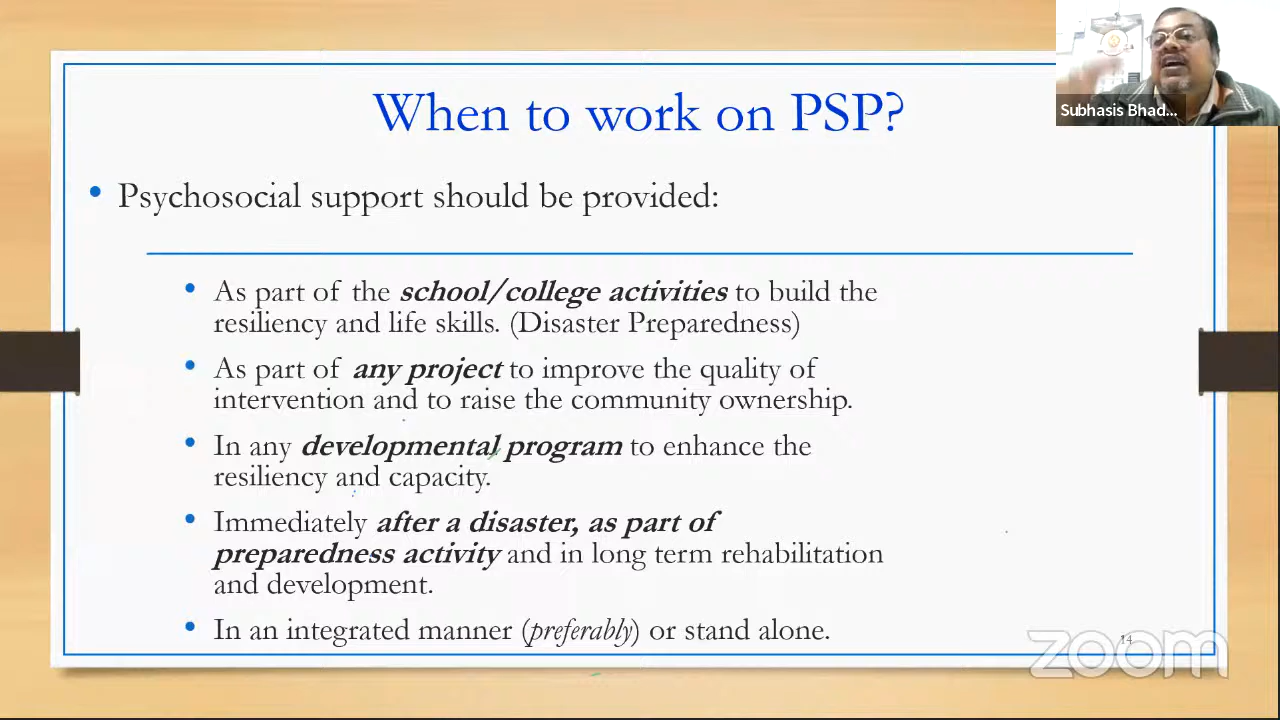 When to work on PSP?
Subhasis Bhad...
• Psychosocial support should be provided:
• As part of the school/college activities to build the
resiliency and life skills. (Disaster Preparedness)
• As part of any project to improve the quality of
intervention and to raise the community ownership.
• In any developmental program to enhance the
resiliency and capacity.
• Immediately after a disaster, as part of
preparedness activity and in long term rehabilitation
and development.
• In an integrated manner (preferably) or stand alone.
14
zoom